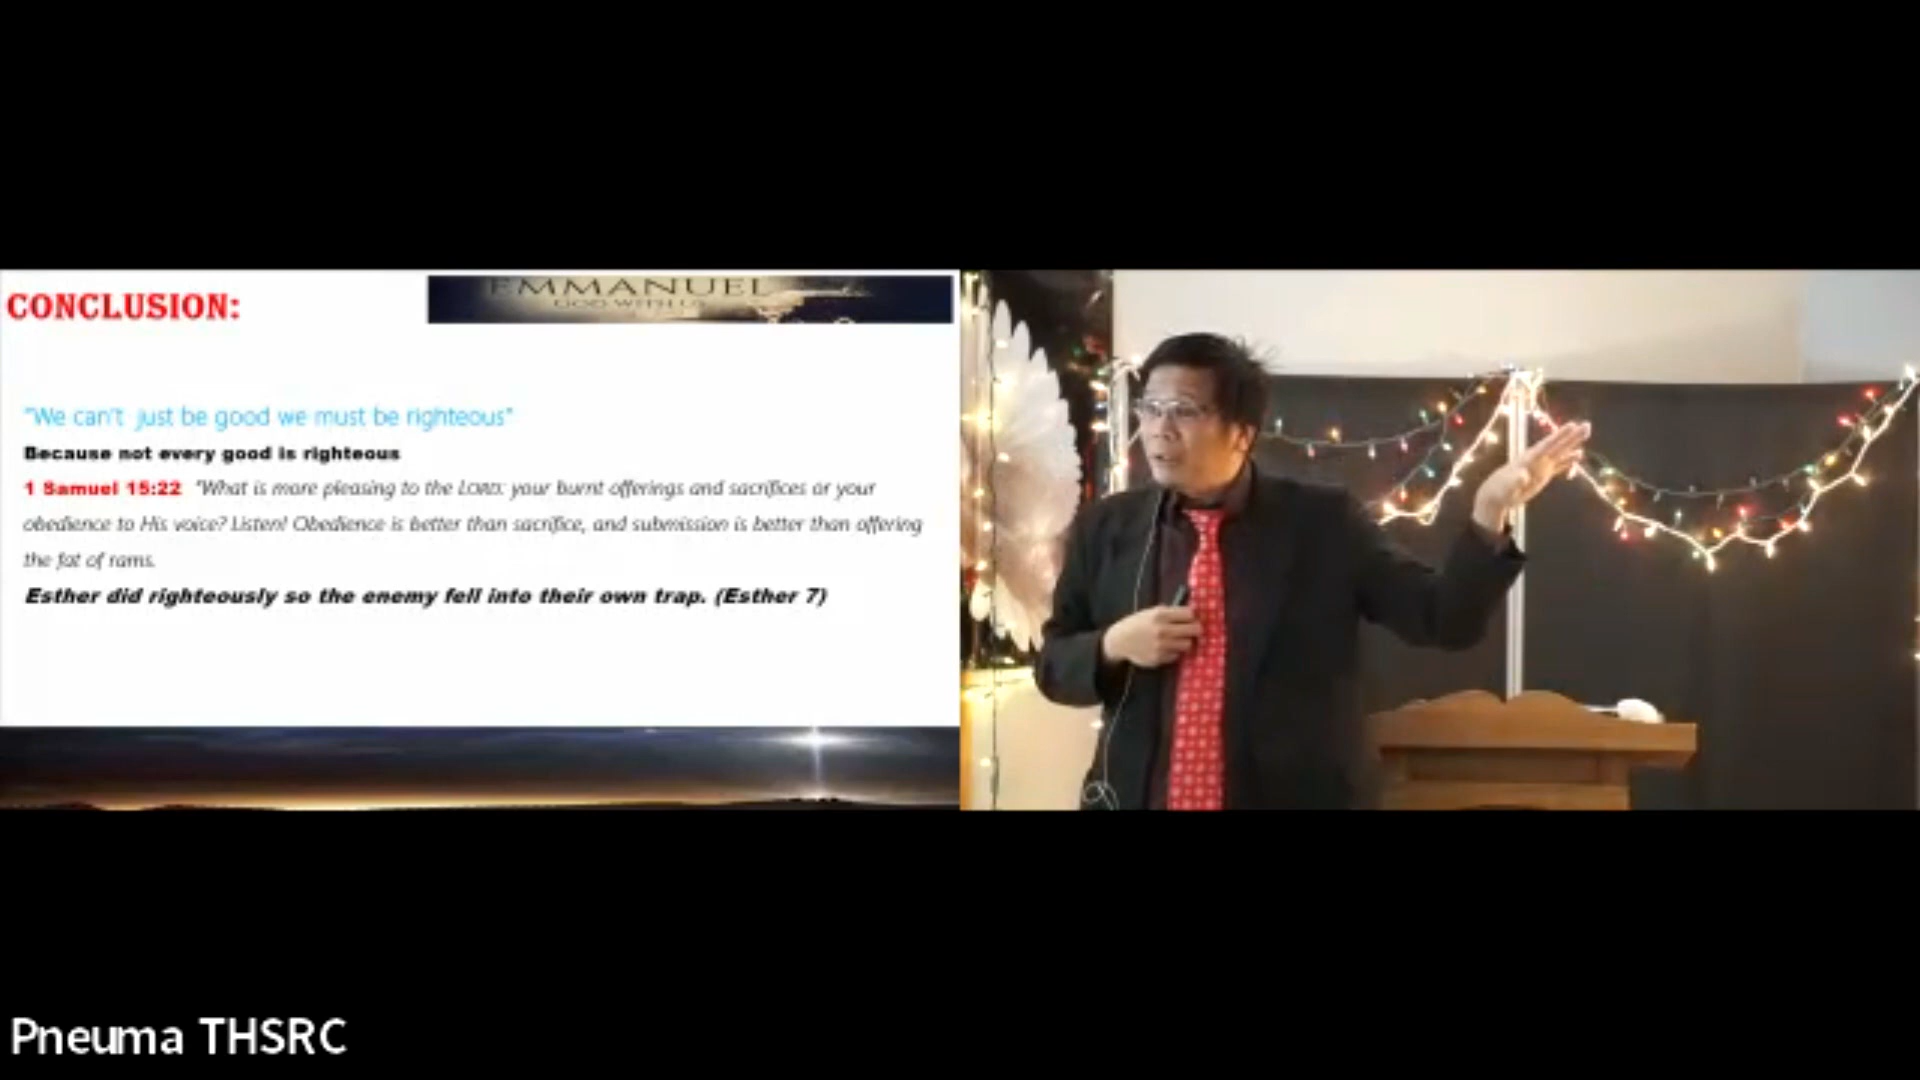 CONCLUSION:
EMMANUEL
GOD WITH US
"We can't just be good we must be righteous"
Because not every good is righteous
1 Samuel 15:22 "What is more pleasing to the LORD: your burnt offerings and sacrifices or your
obedience to His voice? Listen! Obedience is better than sacrifice, and submission is better than offering
the fat of rams.
Esther did righteously so the enemy fell into their own trap. (Esther 7)
Pneuma THSRC